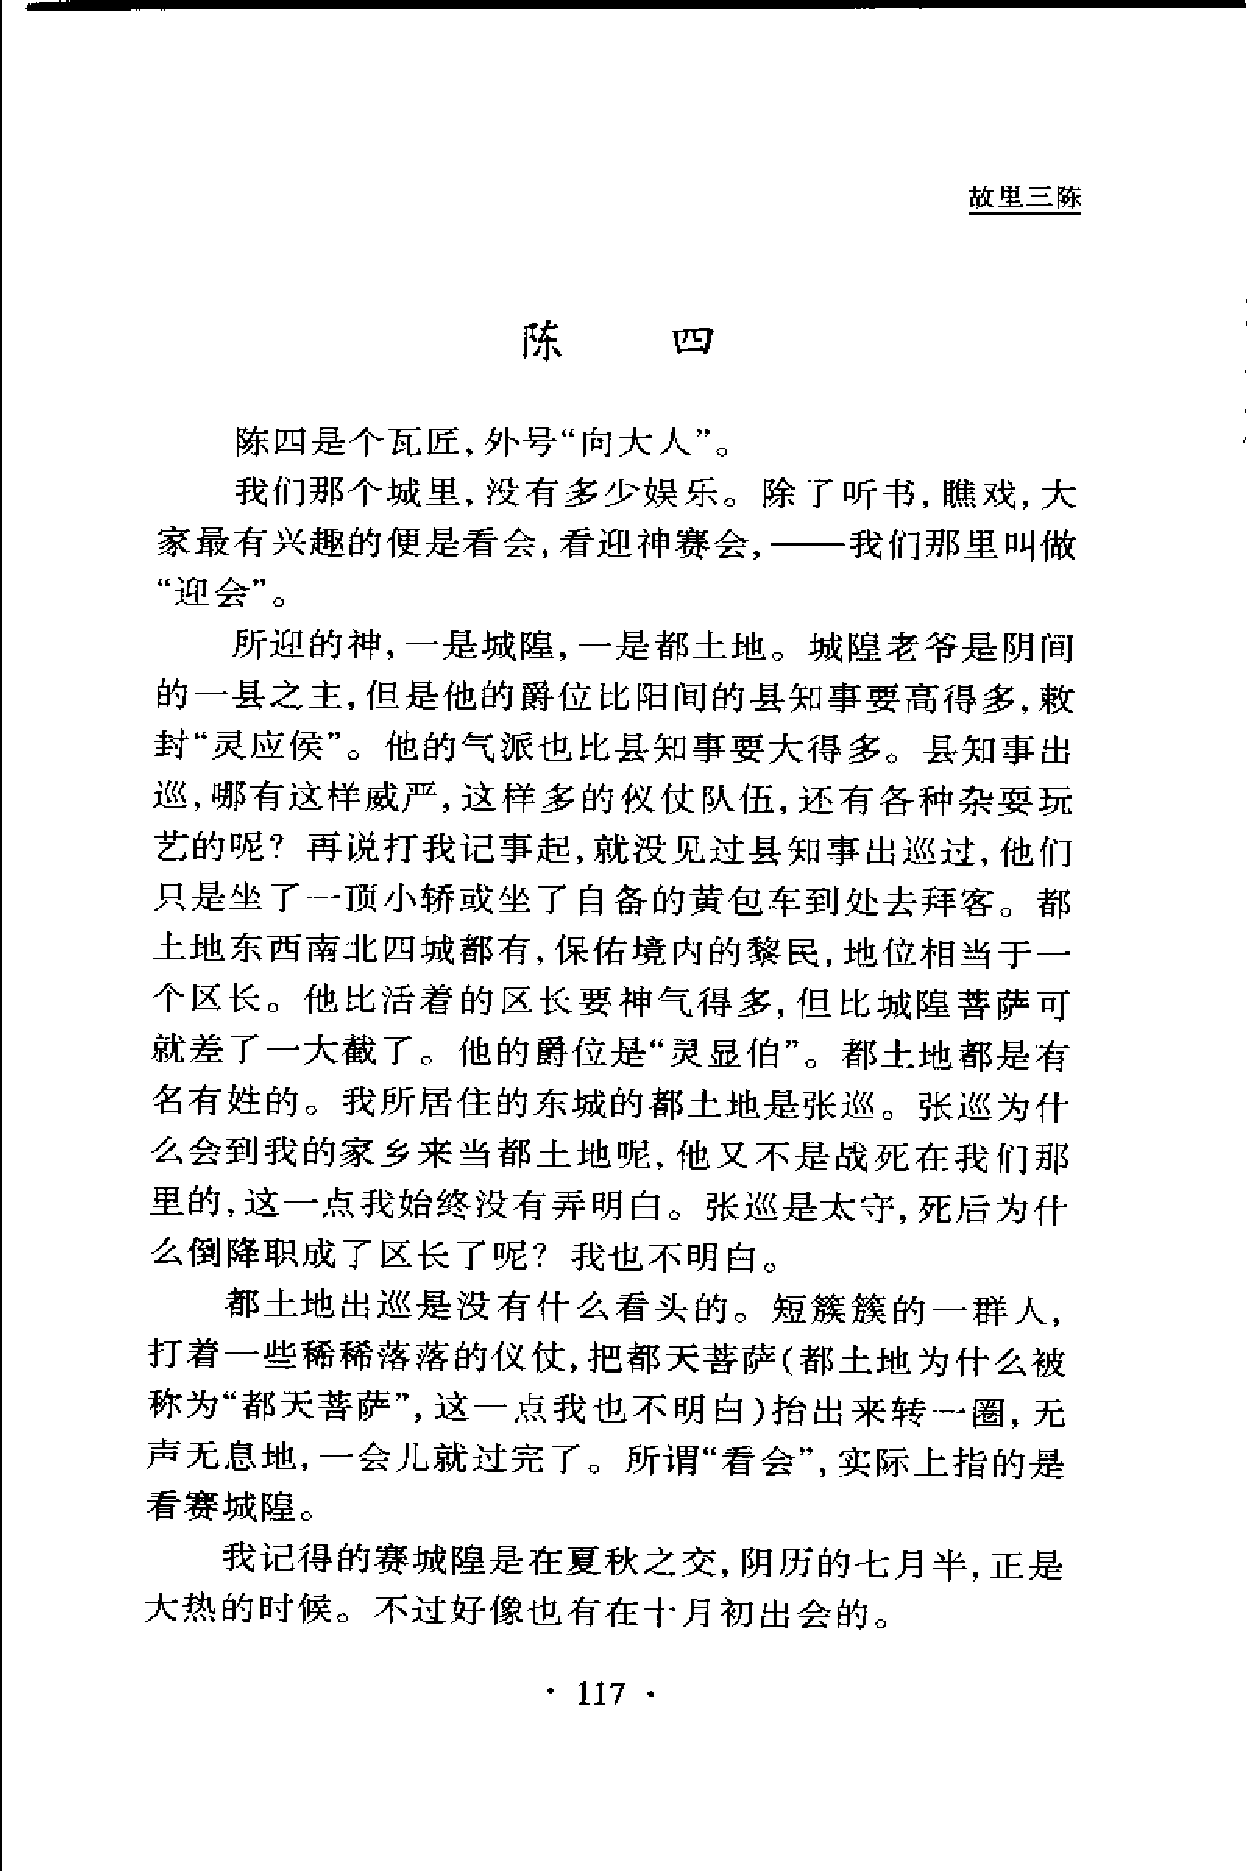 故里三陈
陈 四
陈四是个瓦匠,外号“向大人”。
我们那个城里,没有多少娱乐。除了听书,瞧戏,大
家最有兴趣的便是看会,看迎神赛会,——我们那里叫做
“迎会”。
所迎的神,一是城隍,一是都土地。城隍老爷是阴间
的一县之主,但是他的爵位比阳间的县知事要高得多,敕
封“灵应侯”。他的气派也比县知事要大得多。县知事出
巡,哪有这样威严,这样多的仪仗队伍,还有各种杂耍玩
艺的呢?再说打我记事起,就没见过县知事出巡过,他们
只是坐了一顶小轿或坐了自备的黄包车到处去拜客。都
土地东西南北四城都有,保佑境内的黎民,地位相当于一
个区长。他比活着的区长要神气得多,但比城隍菩萨可
就差了一大截了。他的爵位是“灵显伯”。都土地都是有
名有姓的。我所居住的东城的都土地是张巡。张巡为什
么会到我的家乡来当都土地呢,他又不是战死在我们那
里的,这一点我始终没有弄明白。张巡是太守,死后为什
么倒降职成了区长了呢?我也不明白。
都土地出巡是没有什么看头的。短簇簇的一群人,
打着一些稀稀落落的仪仗,把都天菩萨(都土地为什么被
称为“都天菩萨”,这一点我也不明白)抬出来转一圈,无
声无息地,一会儿就过完了。所谓“看会”,实际上指的是
看赛城隍。
我记得的赛城隍是在夏秋之交,阴历的七月半,正是
大热的时候。不过好像也有在十月初出会的。
· 117 ·